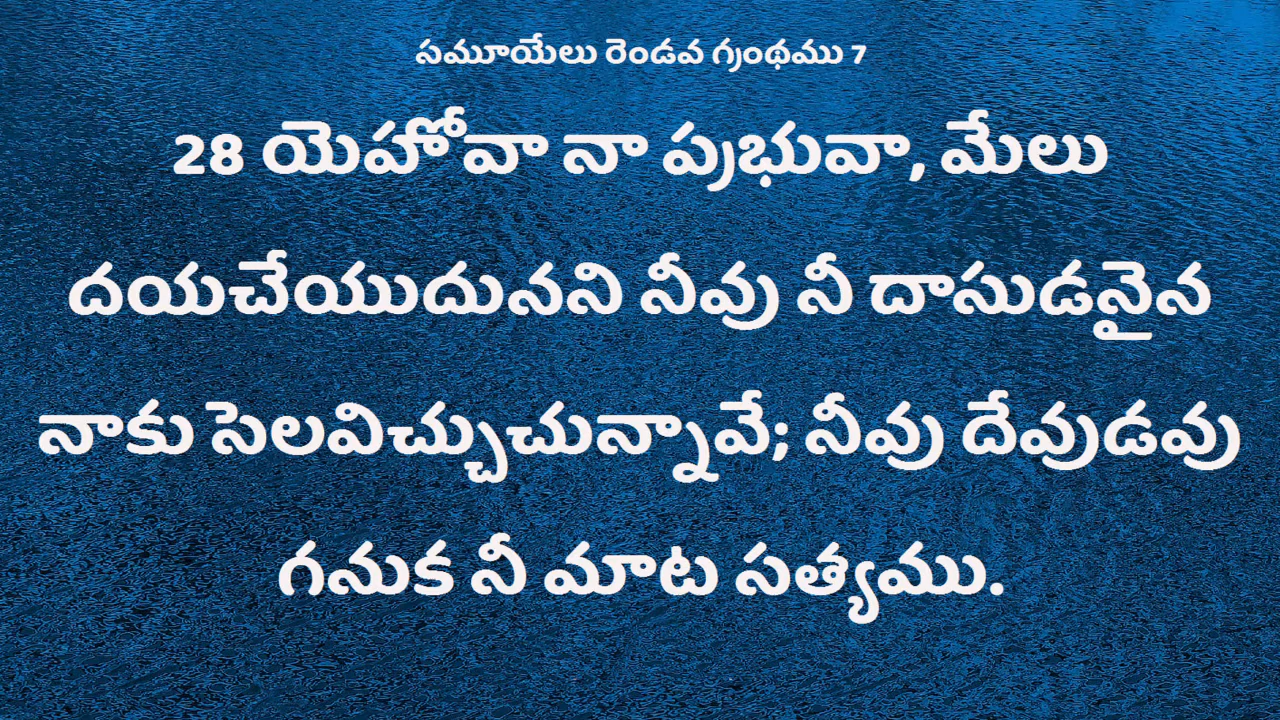 సమూయేలు రెండవ గ్రంథము 7
28 యెహోవా నా ప్రభువా, మేలు
దయచేయుదునని నీవు నీ దాసుడనైన
నాకు సెలవిచ్చుచున్నావే; నీవు దేవుడవు
గనుక నీ మాట సత్యము.